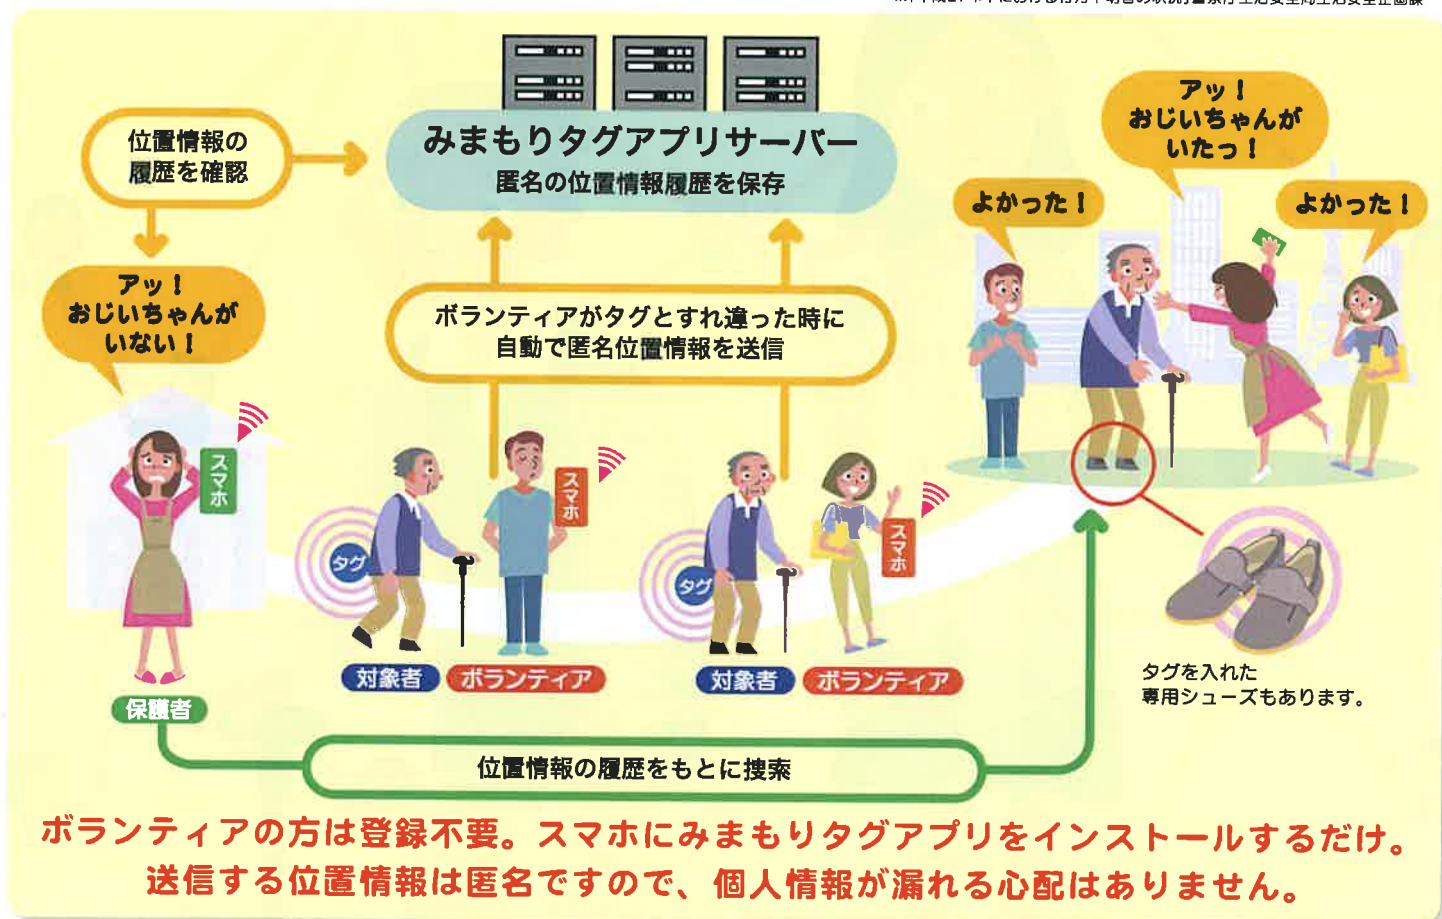 みまもりタグアプリサーバー
匿名の位置情報履歴を保存
位置情報の
履歴を確認
アッ！
おじいちゃんが
いない！
ボランティアがタグとすれ違った時に
自動で匿名位置情報を送信
アッ！
おじいちゃんが
いたっ！
よかった！
よかった！
スマホ
タグ
スマホ
タグ
スマホ
保護者
対象者
ボランティア
対象者
ボランティア
タグを入れた
専用シューズもあります。
位置情報の履歴をもとに捜索
ボランティアの方は登録不要。スマホにみまもりタグアプリをインストールするだけ。
送信する位置情報は匿名ですので、個人情報が漏れる心配はありません。